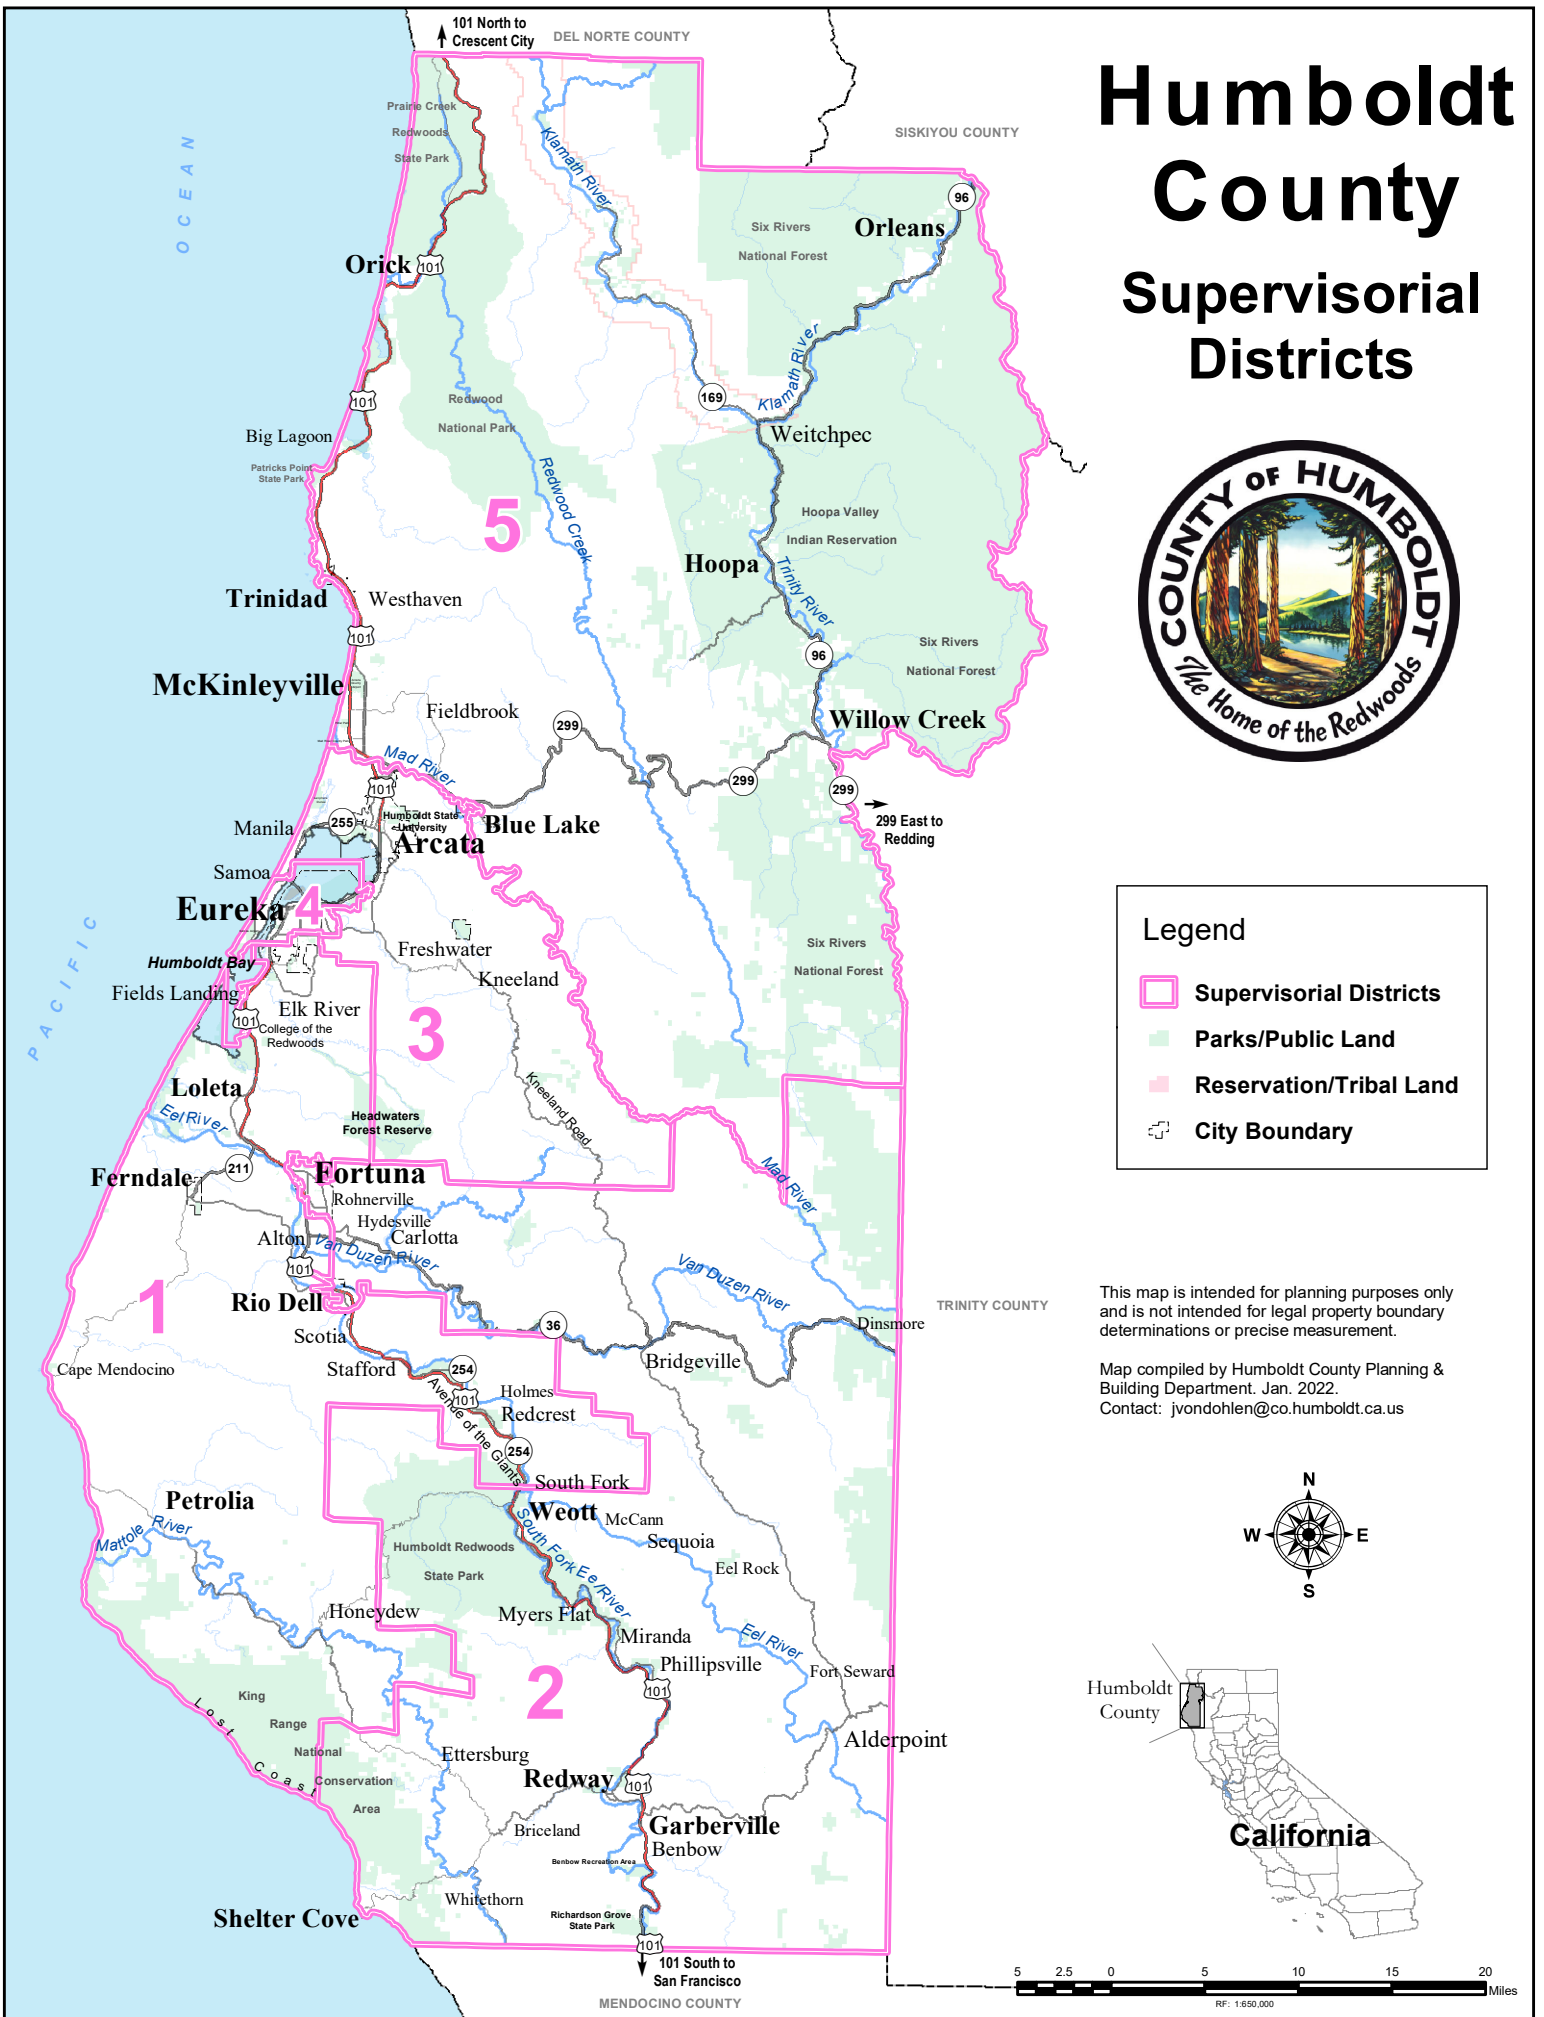 101 North to
Crescent City
DEL NORTE COUNTY
Humboldt
County
Supervisorial
Districts
SISKIYOU COUNTY
Prairie Creek
Redwoods
State Park
OCEAN
Klamath River
96
Six Rivers
National Forest
Orleans
Orick
101
Klamath River
169
Redwood
National Park
101
Big Lagoon
Weitchpec
Patricks Point
State Park
Redwood Creek
5
Hoopa Valley
Indian Reservation
Hoopa
Trinity River
COUNTY OF HUMBOLDT
The Home of the Redwoods
Trinidad
Westhaven
101
96
Six Rivers
National Forest
McKinleyville
Fieldbrook
299
Willow Creek
Mad River
299
299
101
299 East to
Redding
Manila
255
Humboldt State
University
Blue Lake
Arcata
Samoa
Eureka
4
Freshwater
Kneeland
Six Rivers
National Forest
PACIFIC
Humboldt Bay
Fields Landing
Elk River
101
College of the
Redwoods
3
Legend
Supervisorial Districts
Parks/Public Land
Reservation/Tribal Land
City Boundary
Loleta
Eel River
Headwaters
Forest Reserve
Kneeland Road
Ferndale
211
Fortuna
Rohnerville
Hydesville
Carlotta
Mad River
Alton
Van Duzen River
101
Van Duzen River
1
Rio Dell
Scotia
36
Dinsmore
TRINITY COUNTY
Cape Mendocino
Stafford
254
Bridgeville
Avenue of the Giants
101
Holmes
Redcrest
254
South Fork
This map is intended for planning purposes only
and is not intended for legal property boundary
determinations or precise measurement.
Map compiled by Humboldt County Planning &
Building Department. Jan. 2022.
Contact: jvondohlen@co.humboldt.ca.us
N
W
E
S
Petrolia
Mattole River
Weott
McCann
Sequoia
South Fork Eel River
Humboldt Redwoods
State Park
Eel Rock
Honeydew
Myers Flat
Miranda
Eel River
Phillipsville
Fort Seward
2
101
King
Range
National
Conservation
Area
Lost Coast
Ettersburg
Alderpoint
Redway
101
Garberville
Briceland
Benbow
Benbow Recreation Area
Whitethorn
Shelter Cove
Richardson Grove
State Park
101
101 South to
San Francisco
MENDOCINO COUNTY
Humboldt
County
California
5 2.5 0 5 10 15 20
Miles
RF: 1:650,000